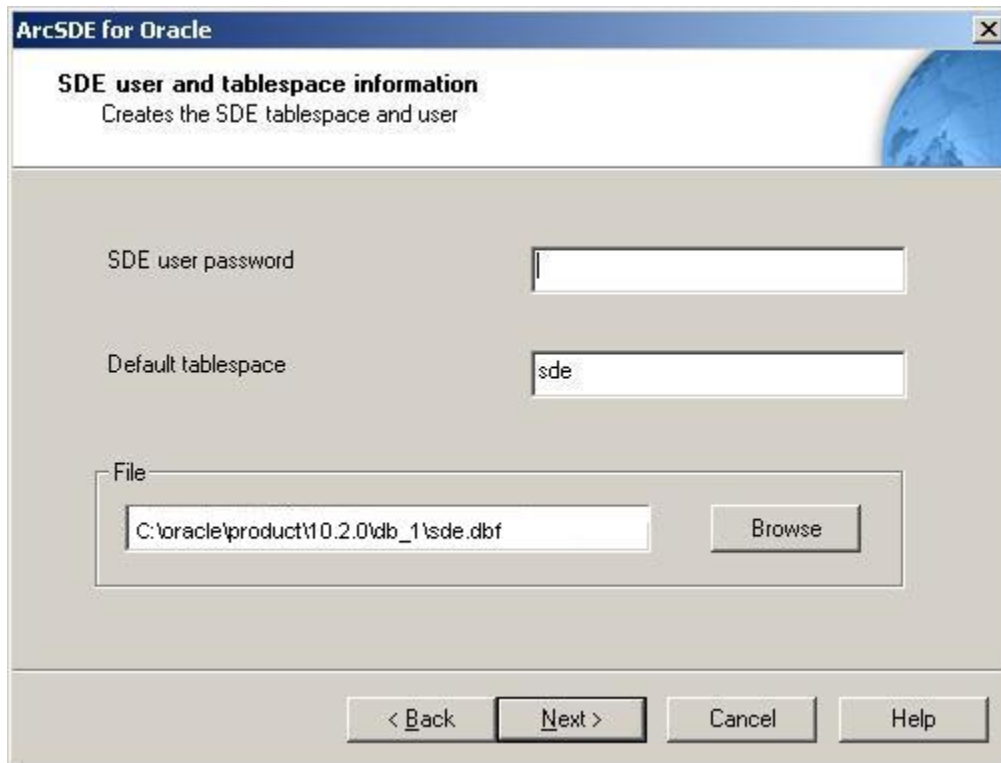 ArcSDE for Oracle
SDE user and tablespace information
Creates the SDE tablespace and user
SDE user password
Default tablespace
sde
File
C:\oracle\product\10.2.0\db_1\sde.dbf
Browse
< Back
Next >
Cancel
Help